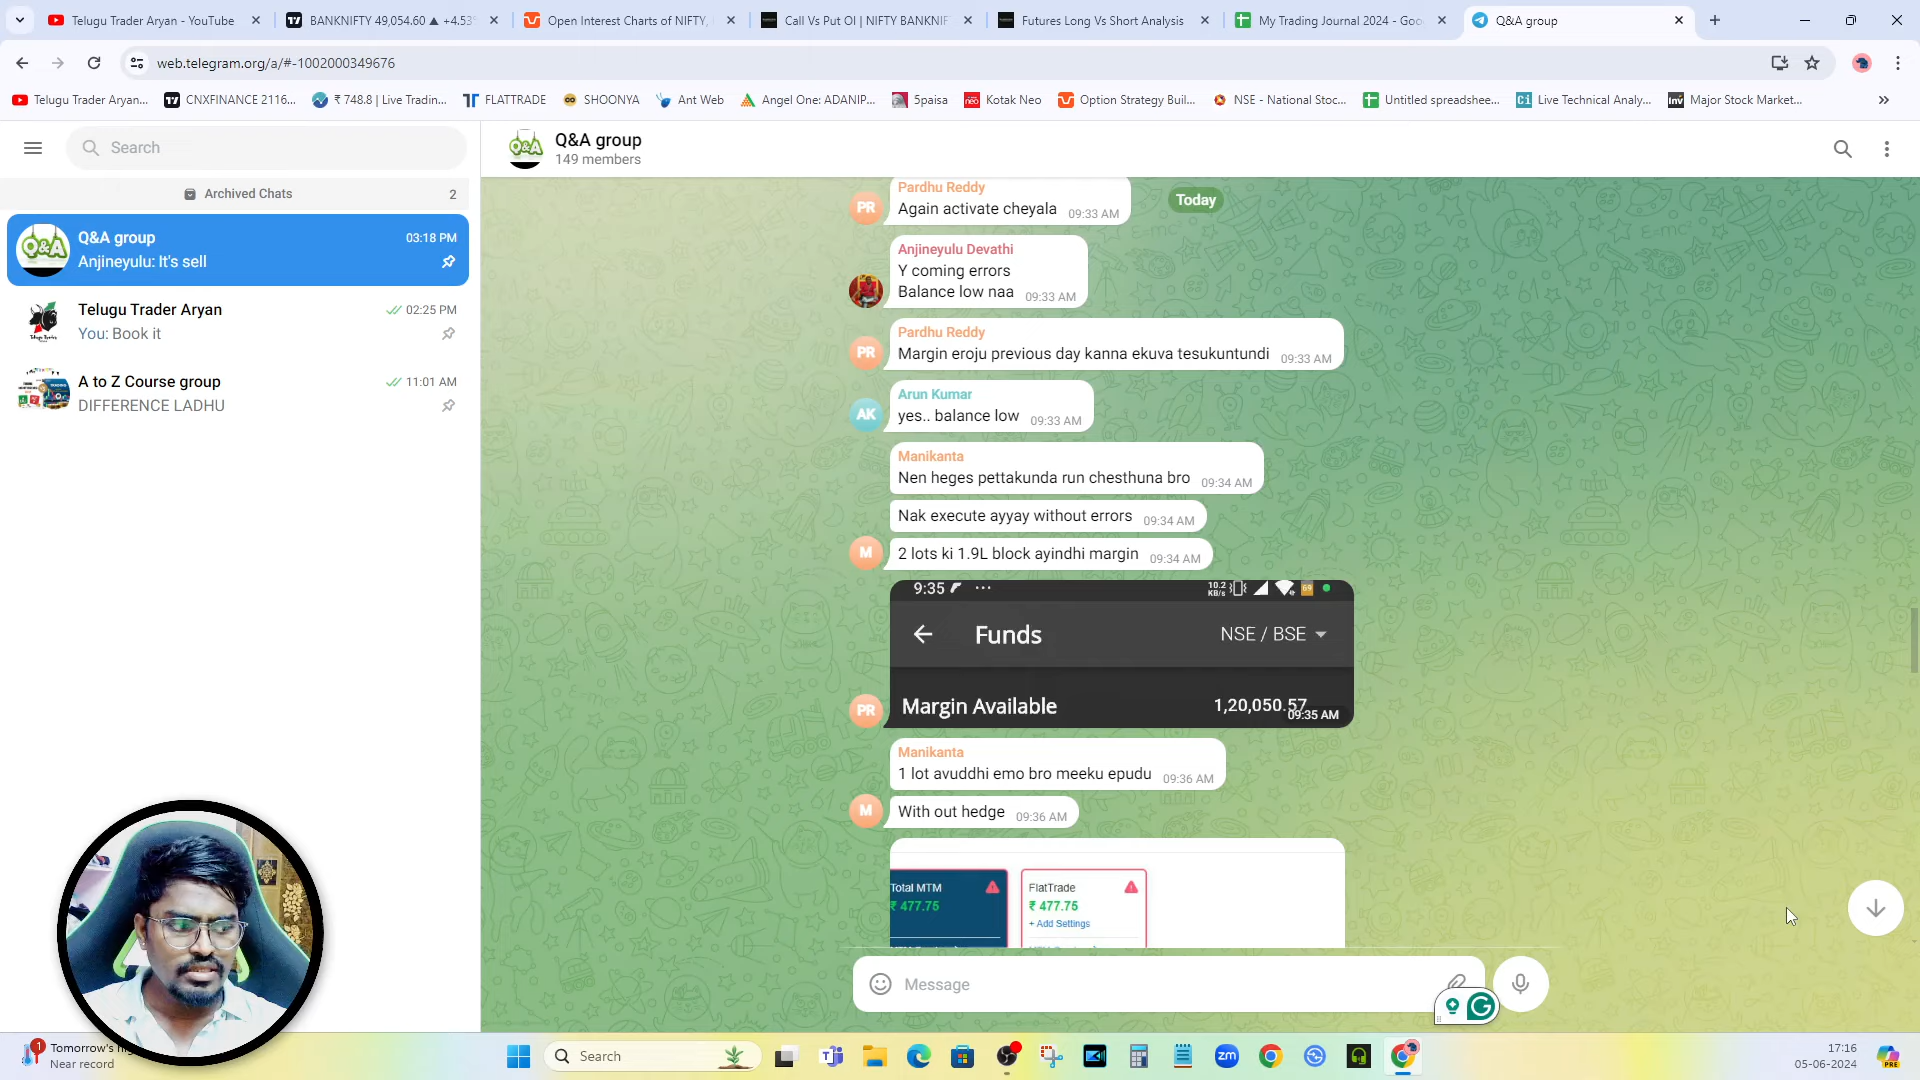 Telugu Trader Aryan - YouTube
BANKNIFTY 49,054.60 ▲ +4.53
Open Interest Charts of NIFTY,
Call Vs Put OI | NIFTY BANKNIF
Futures Long Vs Short Analysis
My Trading Journal 2024 - Goo
Q&A group
web.telegram.org/a/#-1002000349676
Telugu Trader Aryan...
CNXFINANCE 2116...
₹ 748.8 | Live Tradin...
FLATTRADE
SHOONYA
Ant Web
Angel One: ADANIP...
5paisa
Kotak Neo
Option Strategy Buil...
NSE - National Stoc...
Untitled spreadshee...
Live Technical Analy...
Major Stock Market...
Search
Archived Chats 2
Q&A group 03:18 PM
Anjineyulu: It's sell
Telugu Trader Aryan 02:25 PM
You: Book it
A to Z Course group 11:01 AM
DIFFERENCE LADHU
Q&A group
149 members
Today
Pardhu Reddy
PR
Again activate cheyala 09:33 AM
Anjineyulu Devathi
Y coming errors
Balance low naa 09:33 AM
Pardhu Reddy
PR
Margin eroju previous day kanna ekuva tesukuntundi 09:33 AM
Arun Kumar
AK
yes.. balance low 09:33 AM
Manikanta
Nen heges pettakunda run chesthuna bro 09:34 AM
Nak execute ayyay without errors 09:34 AM
M
2 lots ki 1.9L block ayindhi margin 09:34 AM
9:35 ... 10.2 KB/s 69
Funds NSE / BSE
PR
Margin Available 1,20,050.57
09:35 AM
Manikanta
1 lot avuddhi emo bro meeku epudu 09:36 AM
M
With out hedge 09:36 AM
Total MTM
₹ 477.75
FlatTrade
₹ 477.75
+ Add Settings
Message
1
Tomorrow's
Near record
Search
zm
17:16
05-06-2024
PRE